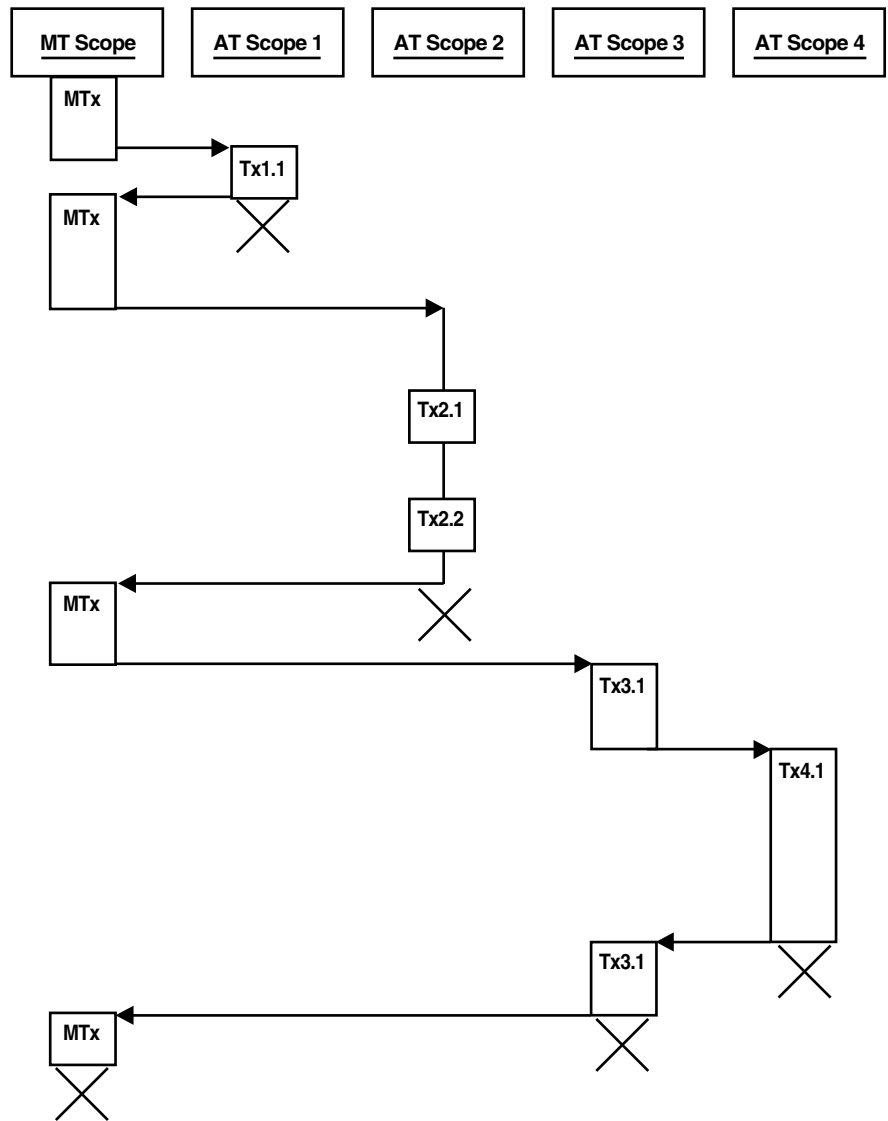 MT Scope
AT Scope 1
AT Scope 2
AT Scope 3
AT Scope 4
MTx
Tx1.1
MTx
Tx2.1
Tx2.2
MTx
Tx3.1
Tx4.1
Tx3.1
MTx